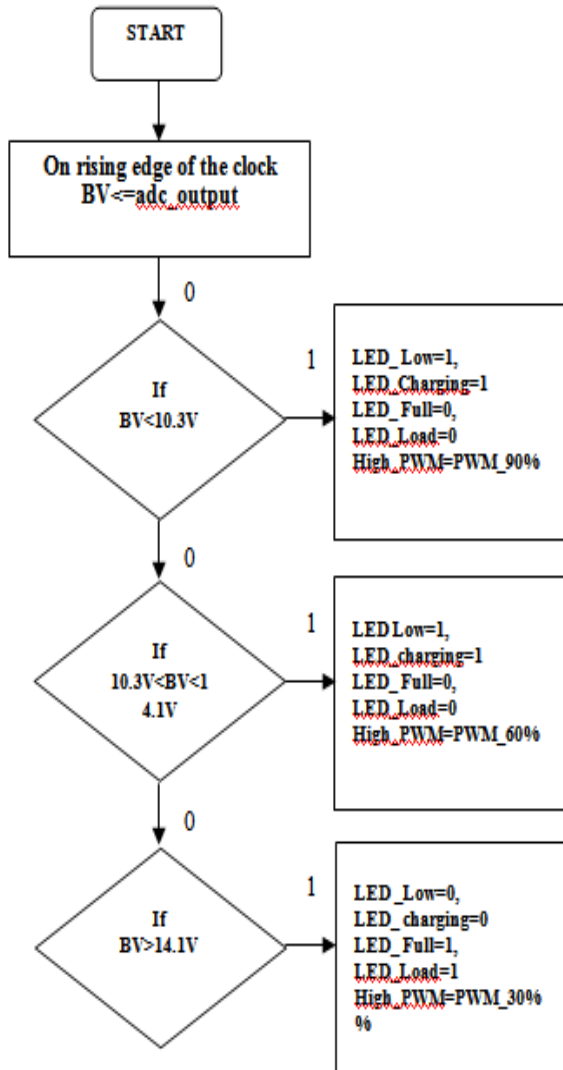 START
On rising edge of the clock
BV<=adc_output
0
If
BV<10.3V
1
LED_Low=1,
LED_Charging=1
LED_Full=0,
LED_Load=0
High_PWM=PWM_90%
0
If
10.3V<BV<1
4.1V
1
LED Low=1,
LED_charging=1
LED_Full=0,
LED_Load=0
High_PWM=PWM_60%
0
If
BV>14.1V
1
LED_Low=0,
LED_charging=0
LED_Full=1,
LED_Load=1
High_PWM=PWM_30%
%